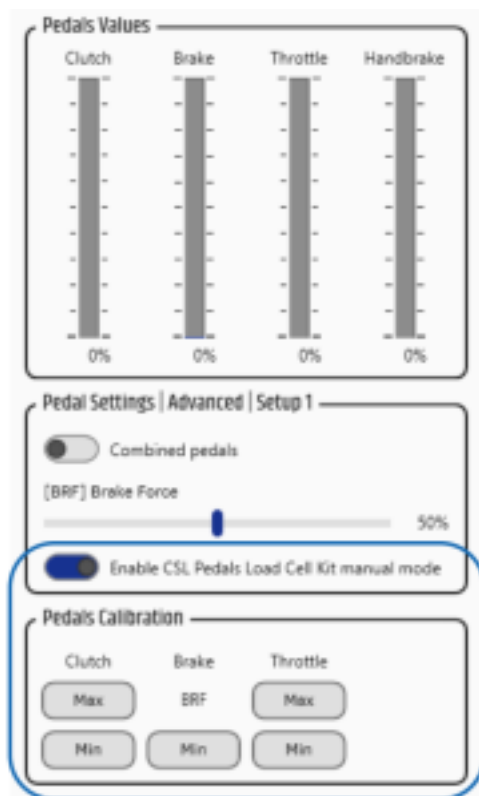 Pedals Values
Clutch Brake Throttle Handbrake
0% 0% 0% 0%
Pedal Settings | Advanced | Setup 1
Combined pedals
[BRF] Brake Force
50%
Enable CSL Pedals Load Cell Kit manual mode
Pedals Calibration
Clutch Brake Throttle
Max BRF Max
Min Min Min